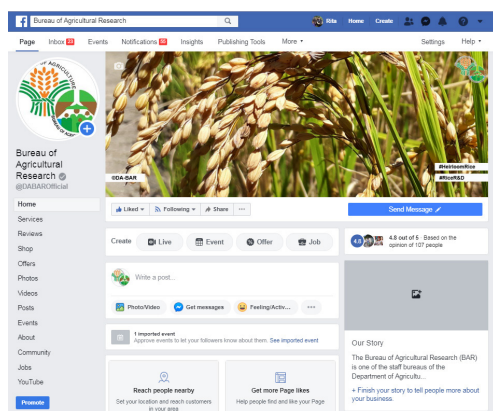 Bureau of Agricultural Research
Rita Home Create
Page Inbox 28 Events Notifications Insights Publishing Tools More Settings Help
OF AGRICULTURE
Bureau of
Agricultural
Research
@DABAROfficial
©DA-BAR
#HeirloomRice
#RiceR&D
Liked Following Share ...
Send Message
Home
Services
Reviews
Shop
Offers
Photos
Videos
Posts
Events
About
Community
Jobs
YouTube
Promote
Create Live Event Offer Job
Write a post...
Photo/Video Get messages Feeling/Activ... ...
1 imported event
Approve events to let your followers know about them. See imported event
Reach people nearby
Set your location and reach customers
in your area
Get more Page likes
Help people find and like your Page
4.8 4.8 out of 5 · Based on the
opinion of 107 people
Our Story
The Bureau of Agricultural Research (BAR)
is one of the staff bureaus of the
Department of Agricultu...
+ Finish your story to tell people more about
your business.